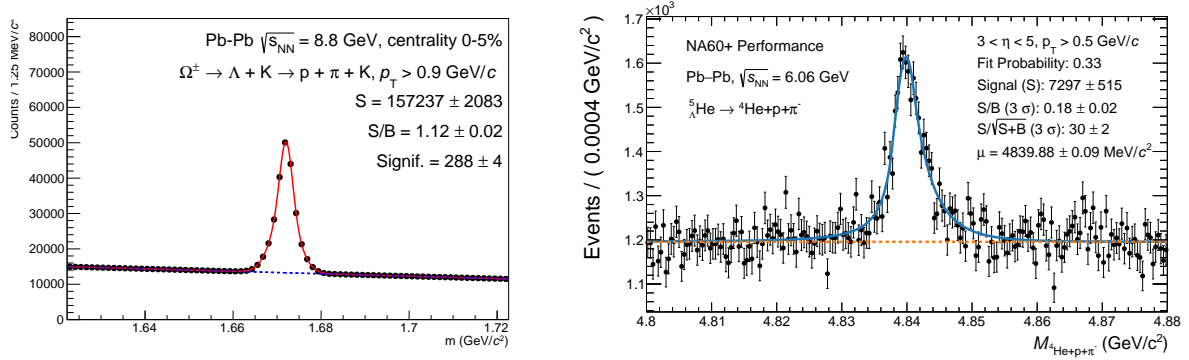 Counts / 1.25 MeV/c²
80000
70000
60000
50000
40000
30000
20000
10000
0
Pb-Pb √s_NN = 8.8 GeV, centrality 0-5%
Ω± → Λ + K → p + π + K, p_T > 0.9 GeV/c
S = 157237 ± 2083
S/B = 1.12 ± 0.02
Signif. = 288 ± 4
1.64 1.66 1.68 1.7 1.72
m (GeV/c²)
×10³
Events / ( 0.0004 GeV/c² )
1.7
1.6
1.5
1.4
1.3
1.2
1.1
NA60+ Performance
Pb–Pb, √s_NN = 6.06 GeV
⁵_ΛHe → ⁴He+p+π⁻
3 < η < 5, p_T > 0.5 GeV/c
Fit Probability: 0.33
Signal (S): 7297 ± 515
S/B (3 σ): 0.18 ± 0.02
S/√S+B (3 σ): 30 ± 2
μ = 4839.88 ± 0.09 MeV/c²
4.8 4.81 4.82 4.83 4.84 4.85 4.86 4.87 4.88
M_⁴He+p+π⁻ (GeV/c²)